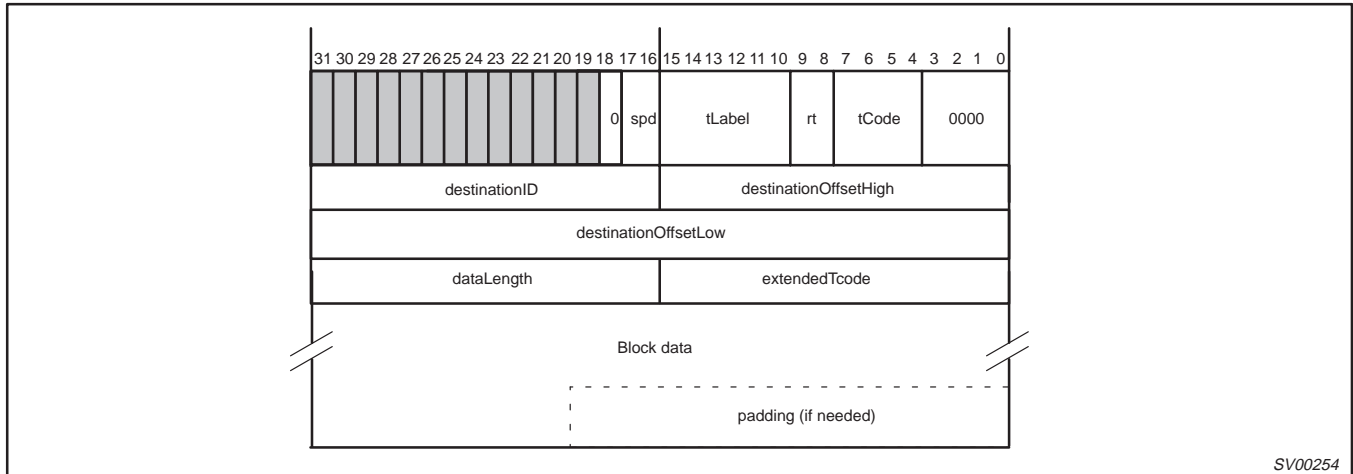 31 30 29 28 27 26 25 24 23 22 21 20 19 18 17 16 15 14 13 12 11 10 9 8 7 6 5 4 3 2 1 0
0 spd tLabel rt tCode 0000
destinationID destinationOffsetHigh
destinationOffsetLow
dataLength extendedTcode
Block data
padding (if needed)
SV00254